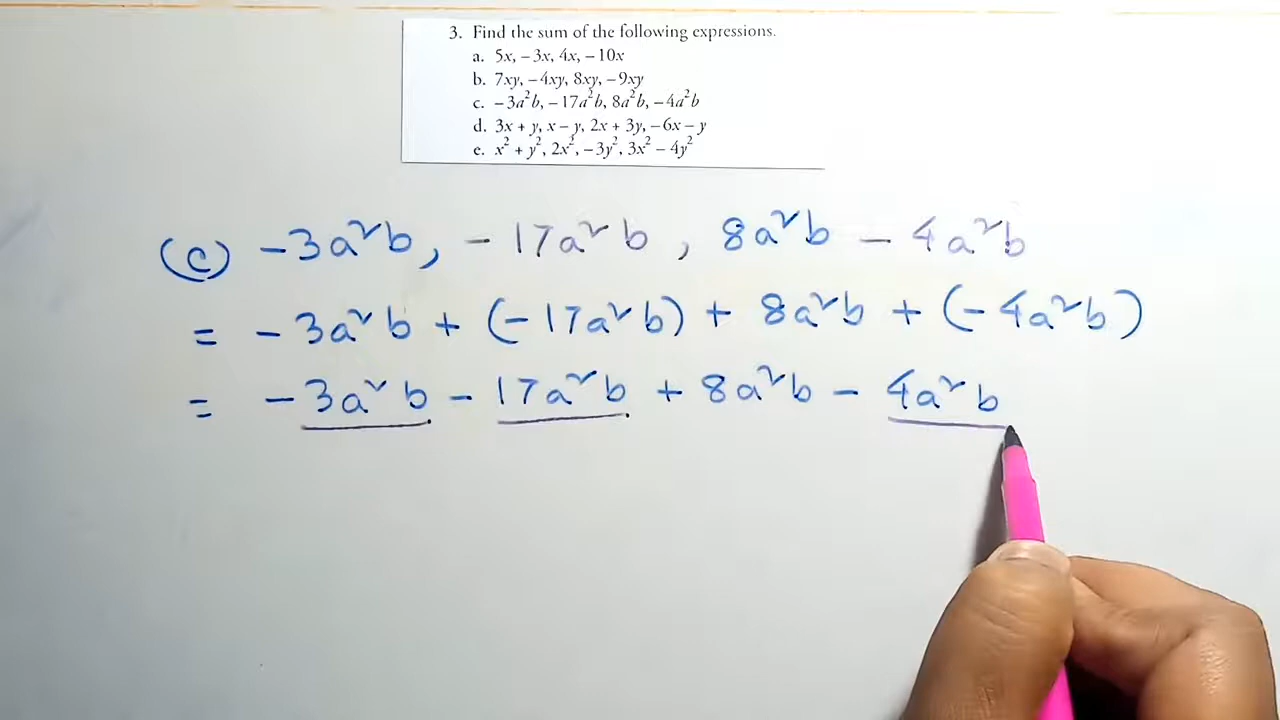 3. Find the sum of the following expressions.
a. 5x, – 3x, 4x, – 10x
b. 7xy, – 4xy, 8xy, – 9xy
c. – 3a²b, – 17a²b, 8a²b, – 4a²b
d. 3x + y, x – y, 2x + 3y, –6x – y
e. x² + y², 2x², – 3y², 3x² – 4y²
(c) -3a²b, - 17a²b, 8a²b - 4a²b
= -3a²b + (-17a²b) + 8a²b + (-4a²b)
= -3a²b - 17a²b + 8a²b - 4a²b